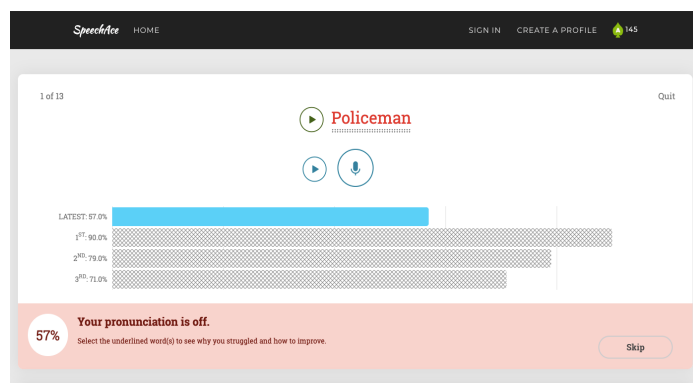 SpeechAce HOME SIGN IN CREATE A PROFILE A 145
1 of 13 Quit
Policeman
LATEST: 57.0%
1ST: 90.0%
2ND: 79.0%
3RD: 71.0%
57% Your pronunciation is off.
Select the underlined word(s) to see why you struggled and how to improve.
Skip